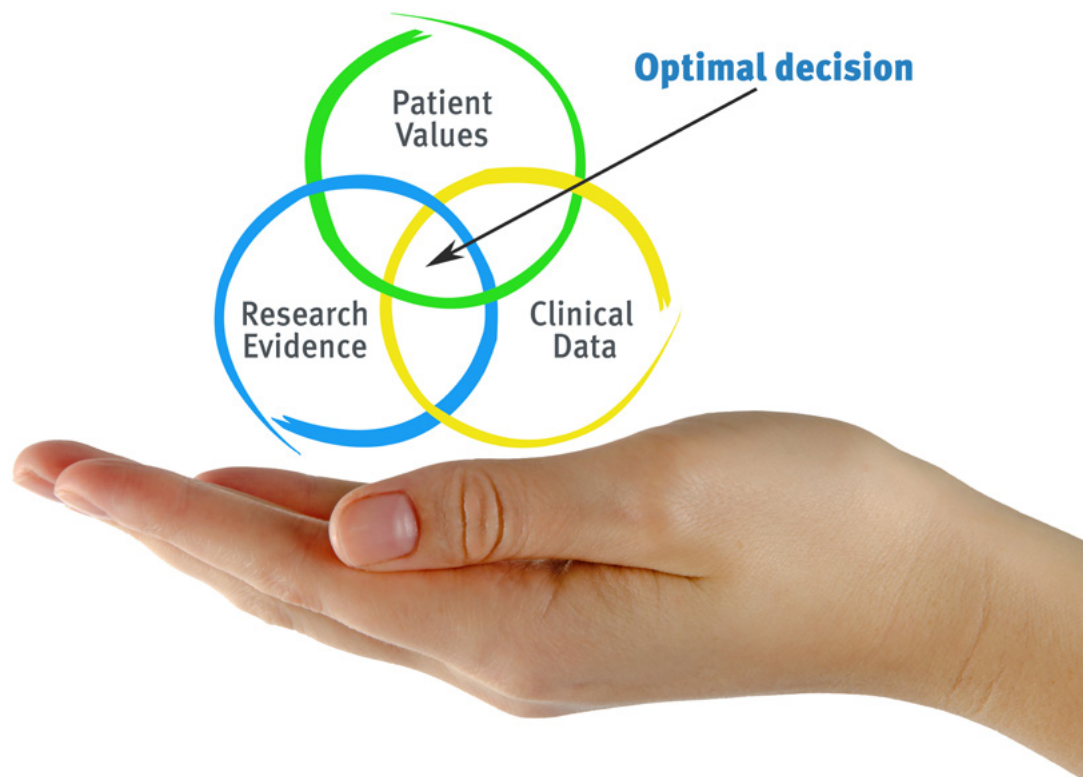 Optimal decision
Patient
Values
Research
Evidence
Clinical
Data